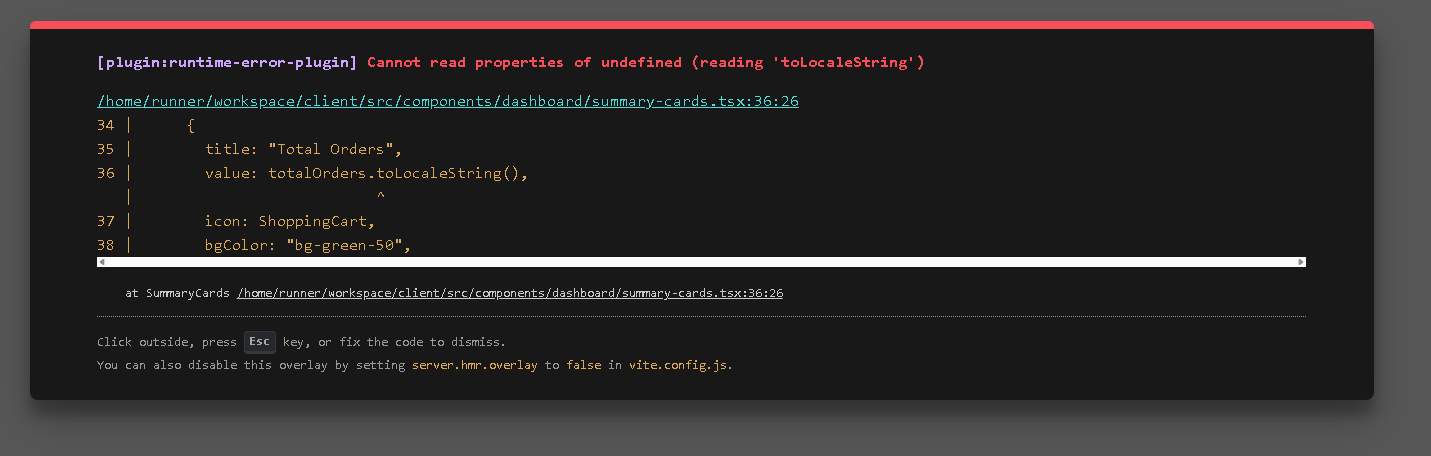 [plugin:runtime-error-plugin] Cannot read properties of undefined (reading 'toLocaleString')
/home/runner/workspace/client/src/components/dashboard/summary-cards.tsx:36:26
34 |      {
35 |        title: "Total Orders",
36 |        value: totalOrders.toLocaleString(),
   |                          ^
37 |        icon: ShoppingCart,
38 |        bgColor: "bg-green-50",
at SummaryCards /home/runner/workspace/client/src/components/dashboard/summary-cards.tsx:36:26
Click outside, press Esc key, or fix the code to dismiss.
You can also disable this overlay by setting server.hmr.overlay to false in vite.config.js.